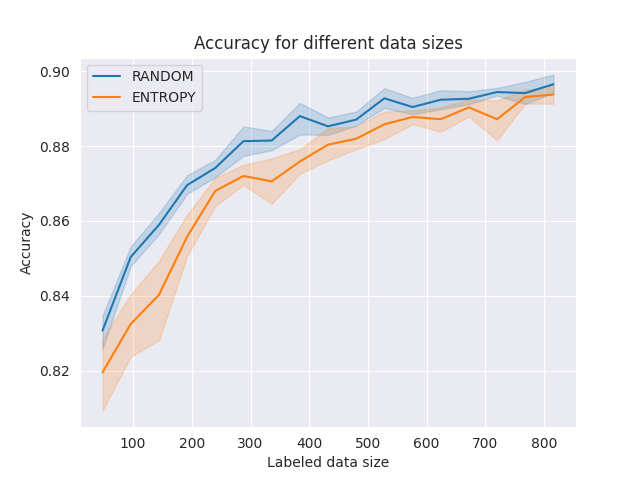 Accuracy for different data sizes
RANDOM
ENTROPY
Accuracy
0.90
0.88
0.86
0.84
0.82
100 200 300 400 500 600 700 800
Labeled data size